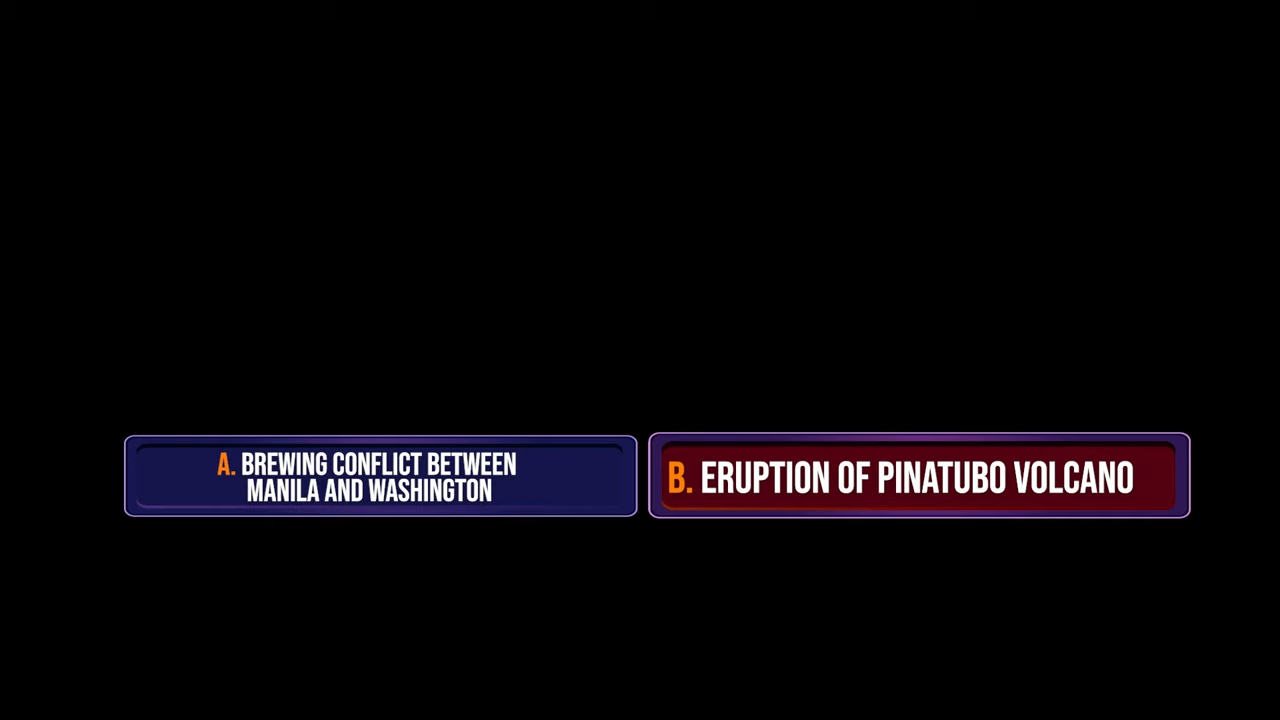 A. BREWING CONFLICT BETWEEN
MANILA AND WASHINGTON
B. ERUPTION OF PINATUBO VOLCANO